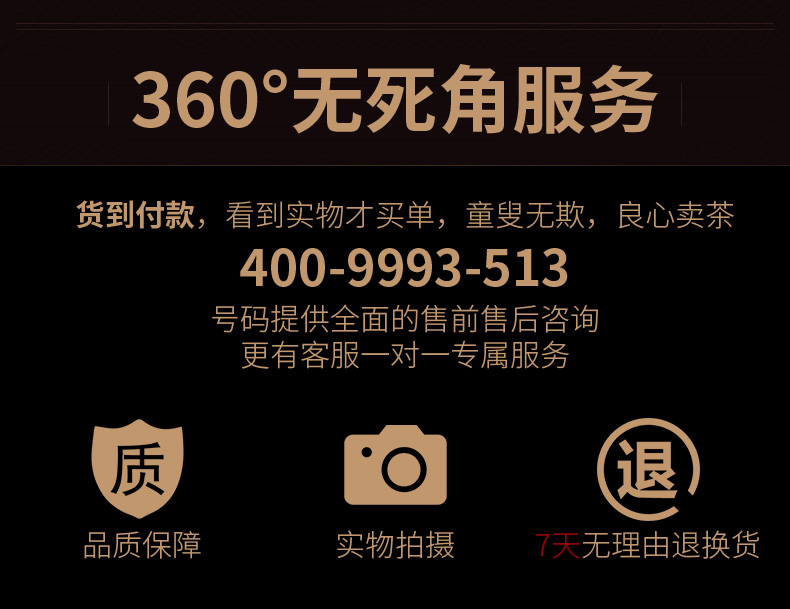 360°无死角服务
货到付款，看到实物才买单，童叟无欺，良心卖茶
400-9993-513
号码提供全面的售前售后咨询
更有客服一对一专属服务
质
退
品质保障
实物拍摄
7天无理由退换货